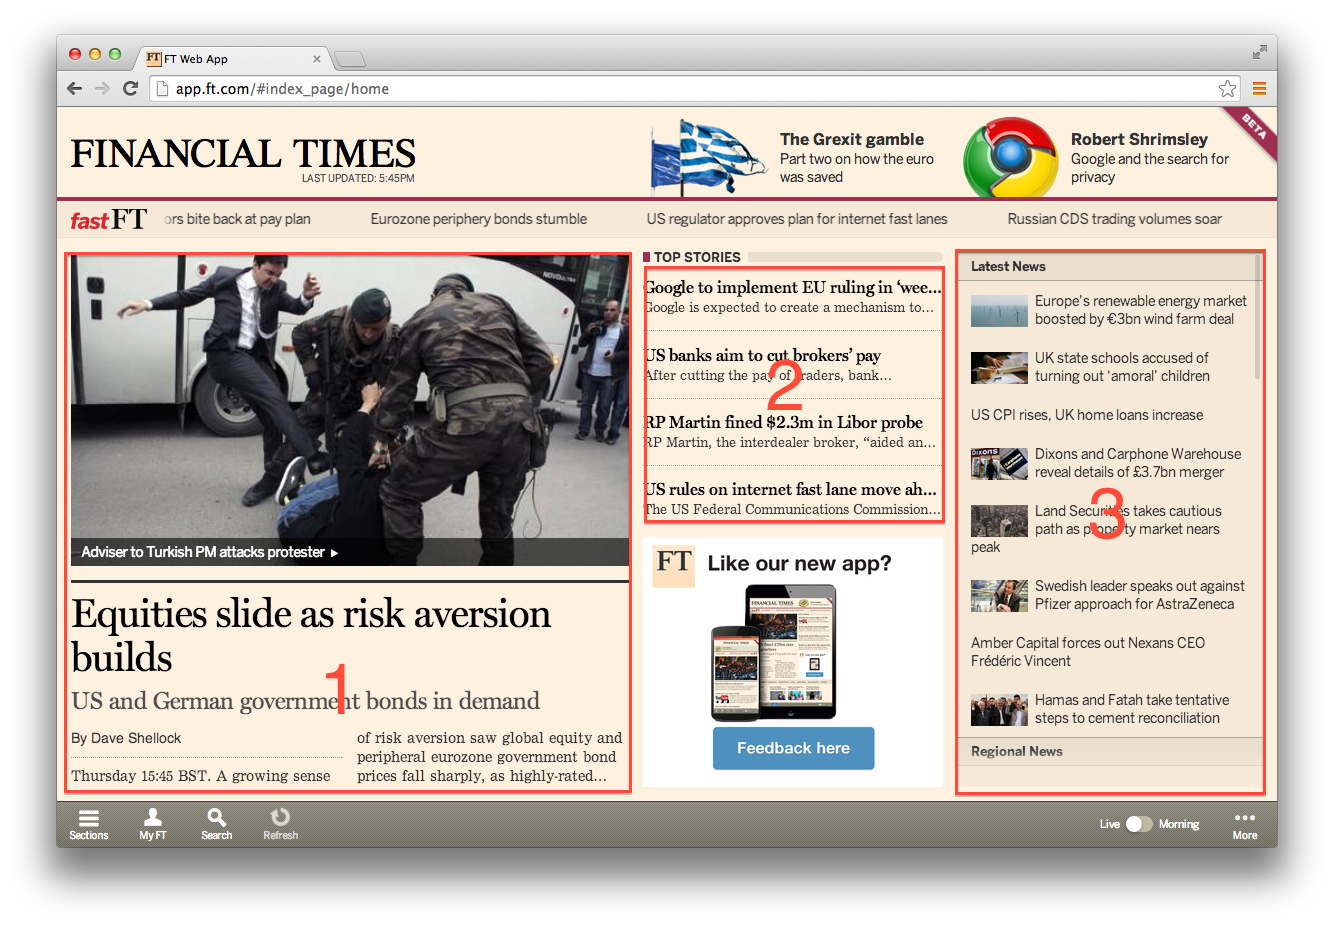 FT FT Web App
app.ft.com/#index_page/home
FINANCIAL TIMES
LAST UPDATED: 5:45PM
The Grexit gamble
Part two on how the euro
was saved
Robert Shrimsley
Google and the search for
privacy
BETA
fastFT
ors bite back at pay plan
Eurozone periphery bonds stumble
US regulator approves plan for internet fast lanes
Russian CDS trading volumes soar
Adviser to Turkish PM attacks protester
Equities slide as risk aversion
builds
US and German government bonds in demand
1
By Dave Shellock
Thursday 15:45 BST. A growing sense
of risk aversion saw global equity and
peripheral eurozone government bond
prices fall sharply, as highly-rated...
TOP STORIES
Google to implement EU ruling in ‘wee...
Google is expected to create a mechanism to...
US banks aim to cut brokers’ pay
After cutting the pay of traders, bank...
2
RP Martin fined $2.3m in Libor probe
RP Martin, the interdealer broker, “aided an...
US rules on internet fast lane move ah...
The US Federal Communications Commission...
FT
Like our new app?
FINANCIAL TIMES
Feedback here
Latest News
Europe's renewable energy market
boosted by €3bn wind farm deal
UK state schools accused of
turning out ‘amoral’ children
US CPI rises, UK home loans increase
Dixons
Dixons and Carphone Warehouse
reveal details of £3.7bn merger
Land Securities takes cautious
path as property market nears
peak
3
Swedish leader speaks out against
Pfizer approach for AstraZeneca
Amber Capital forces out Nexans CEO
Frédéric Vincent
Hamas and Fatah take tentative
steps to cement reconciliation
Regional News
Sections
My FT
Search
Refresh
Live
Morning
More